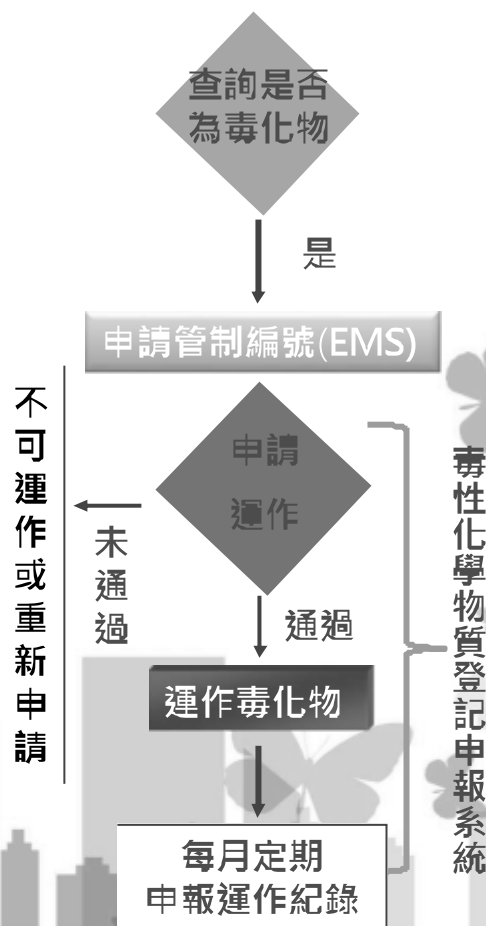 查詢是否
為毒化物
是
申請管制編號(EMS)
申請
運作
未通過
不可運作或重新申請
通過
運作毒化物
每月定期
申報運作紀錄
毒性化學物質登記申報系統